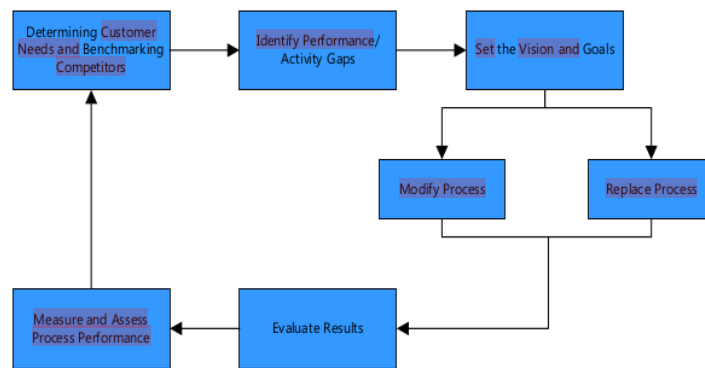 Determining Customer
Needs and Benchmarking
Competitors
Identify Performance/
Activity Gaps
Set the Vision and Goals
Modify Process
Replace Process
Measure and Assess
Process Performance
Evaluate Results